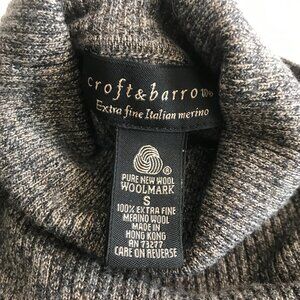 croft&barrow
Extra fine Italian merino
PURE NEW WOOL
WOOLMARK
S
100% EXTRA FINE
MERINO WOOL
MADE IN
HONG KONG
RN 73277
CARE ON REVERSE